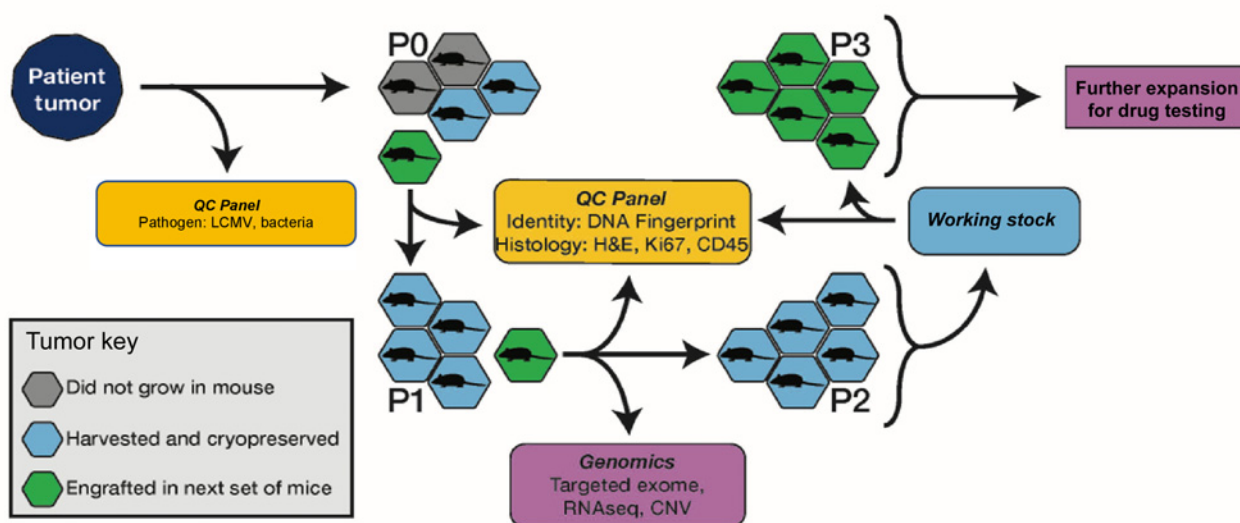 Patient
tumor
P0
P3
Further expansion
for drug testing
QC Panel
Pathogen: LCMV, bacteria
QC Panel
Identity: DNA Fingerprint
Histology: H&E, Ki67, CD45
Working stock
P1
P2
Tumor key
Did not grow in mouse
Harvested and cryopreserved
Engrafted in next set of mice
Genomics
Targeted exome,
RNAseq, CNV